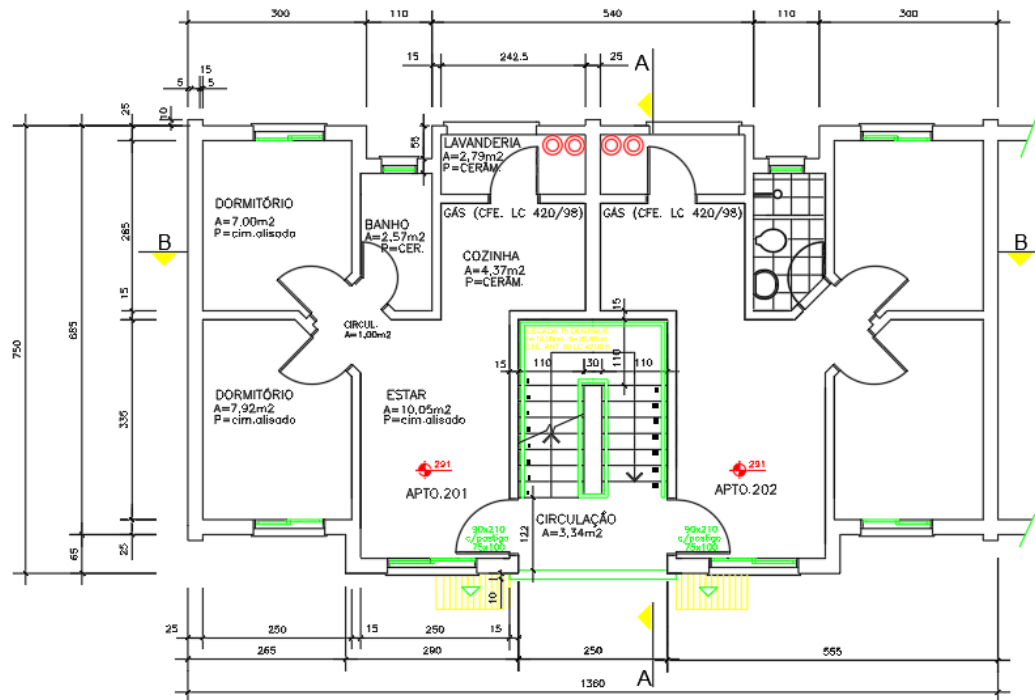 300
110
540
110
300
15
242.5
25
A
15
5
5
25
10
55
LAVANDERIA
A=2,79m2
P=CERÂM.
GÁS (CFE. LC 420/98)
GÁS (CFE. LC 420/98)
DORMITÓRIO
A=7,00m2
P=cim.alisado
BANHO
A=2,57m2
P=CER.
COZINHA
A=4,37m2
P=CERÂM.
B
B
265
15
15
CIRCUL.
A=1,00m2
750
685
335
15
110
30
110
110
DORMITÓRIO
A=7,92m2
P=cim.alisado
ESTAR
A=10,05m2
P=cim.alisado
291
291
APTO.201
APTO.202
CIRCULAÇÃO
A=3,34m2
122
90x210
c/postigo
75x100
90x210
c/postigo
75x100
65
25
10
25
250
15
250
15
265
290
250
555
A
1360